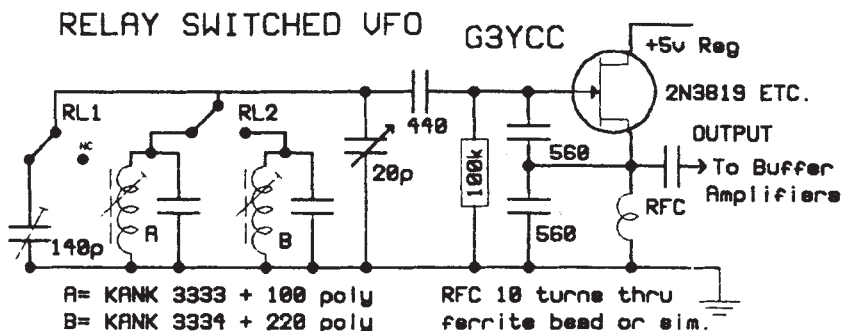 RELAY SWITCHED VFO
G3YCC
+5v Reg
RL1
RL2
NC
440
2N3819 ETC.
OUTPUT
To Buffer
Amplifiers
20p
100k
560
560
RFC
140p
A
B
A= KANK 3333 + 100 poly
B= KANK 3334 + 220 poly
RFC 10 turns thru
ferrite bead or sim.